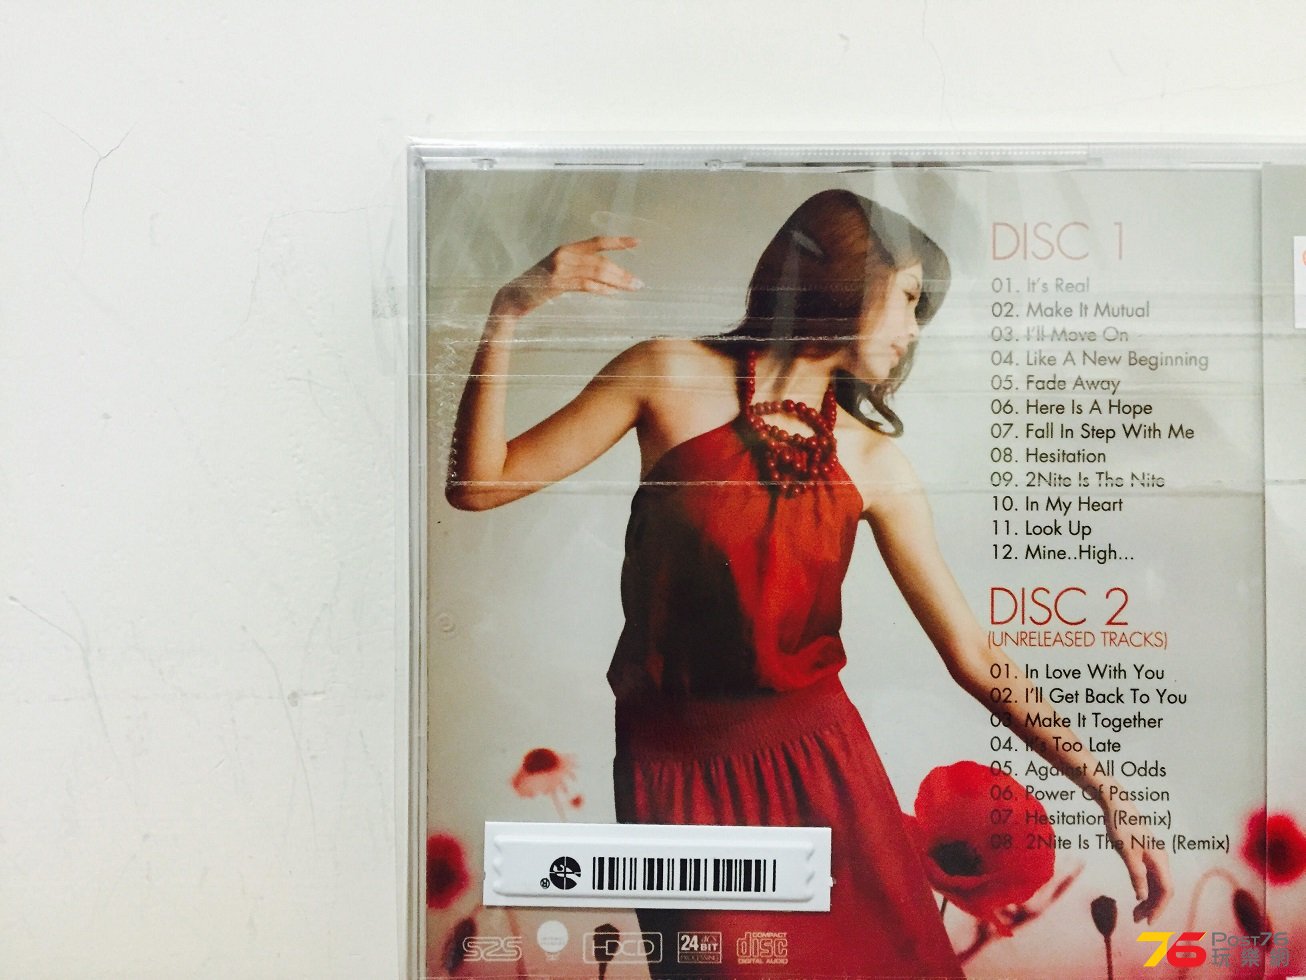 DISC 1
01. It's Real
02. Make It Mutual
03. I'll Move On
04. Like A New Beginning
05. Fade Away
06. Here Is A Hope
07. Fall In Step With Me
08. Hesitation
09. 2Nite Is The Nite
10. In My Heart
11. Look Up
12. Mine..High...
DISC 2
(UNRELEASED TRACKS)
01. In Love With You
02. I'll Get Back To You
03. Make It Together
04. It's Too Late
05. Against All Odds
06. Power Of Passion
07. Hesitation (Remix)
08. 2Nite Is The Nite (Remix)
S2S
HDCD
24 BIT
PROCESSING
COMPACT
disc
DIGITAL AUDIO
76 POST76
玩樂網